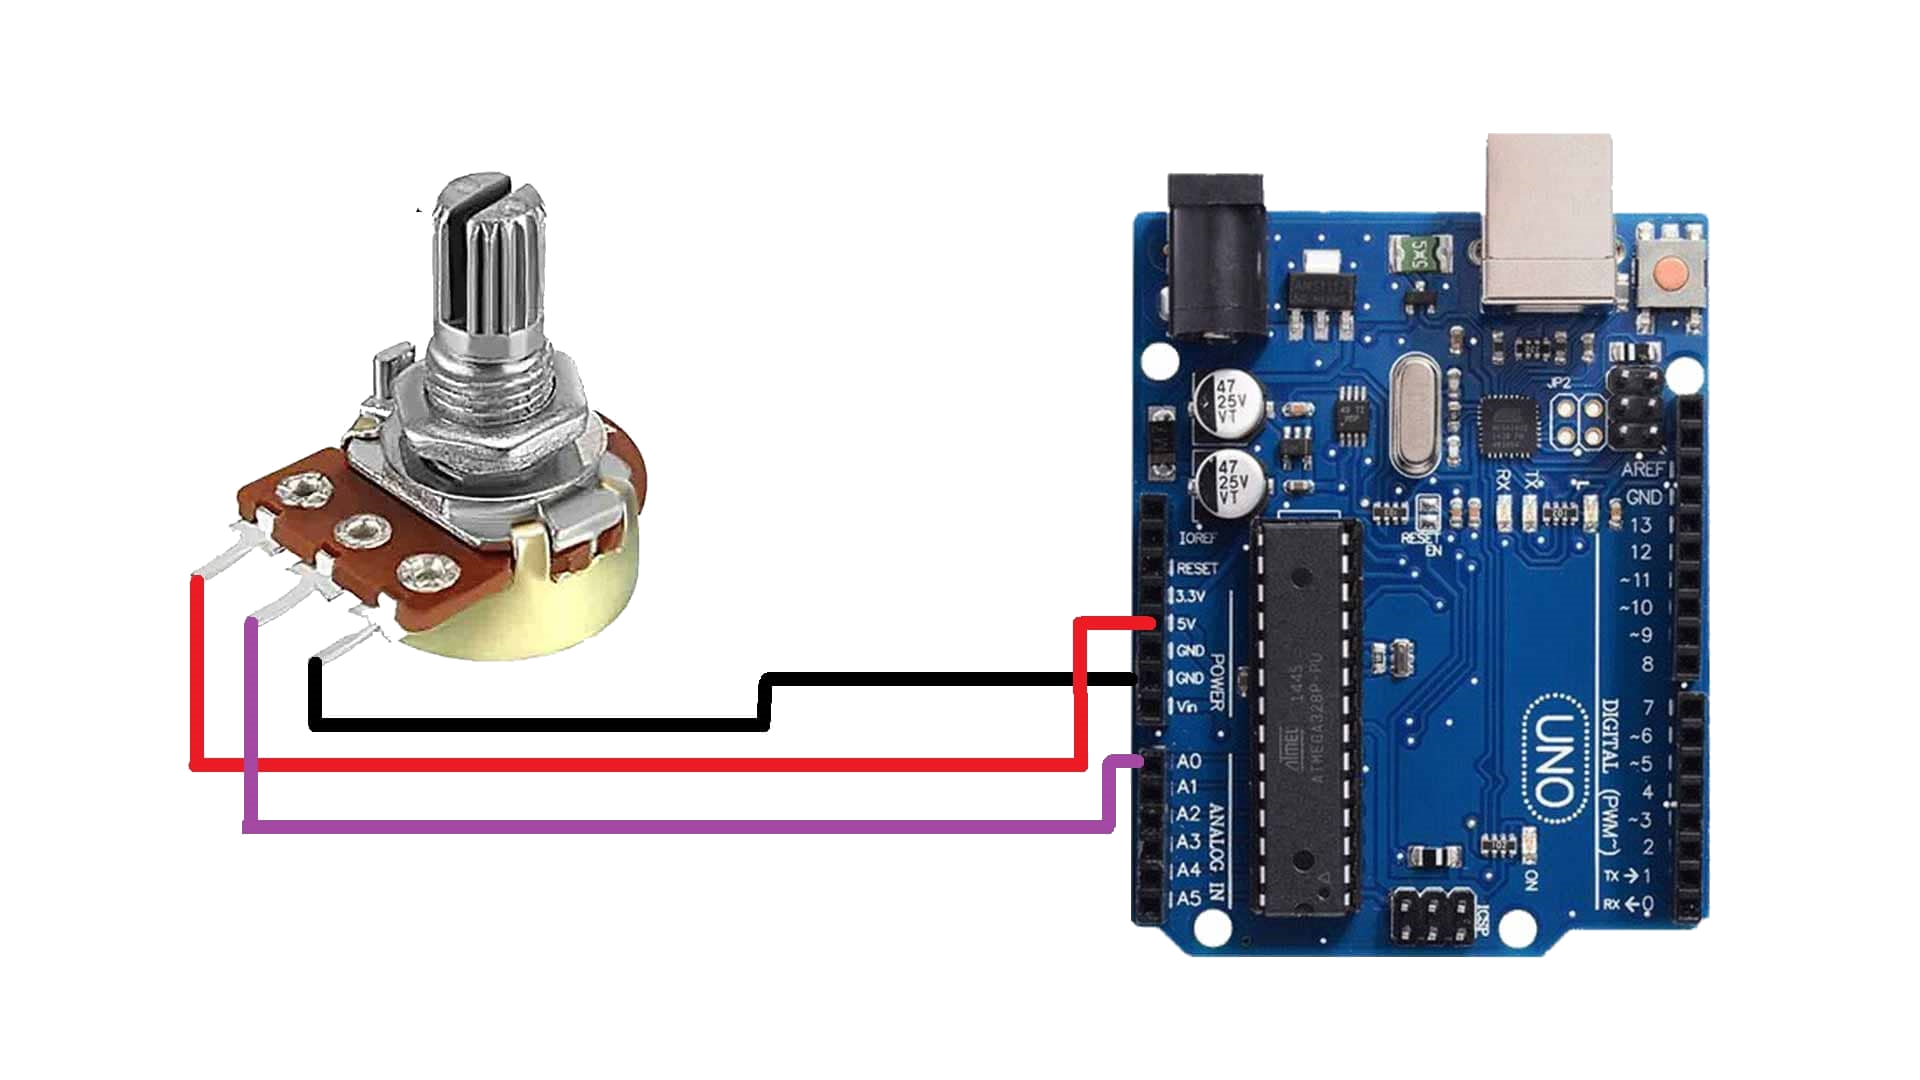 5X5
47
25V
VT
47
25V
VT
JP2
AREF
GND
13
12
~11
~10
~9
8
7
~6
~5
4
~3
2
TX→1
RX←0
RX
TX
L
RESET
EN
IOREF
RESET
3.3V
5V
GND
GND
Vin
POWER
A0
A1
A2
A3
A4
A5
ANALOG IN
ATMEL 1445
ATMEGA328P-PU
UNO
DIGITAL (PWM~)
ON
ICSP